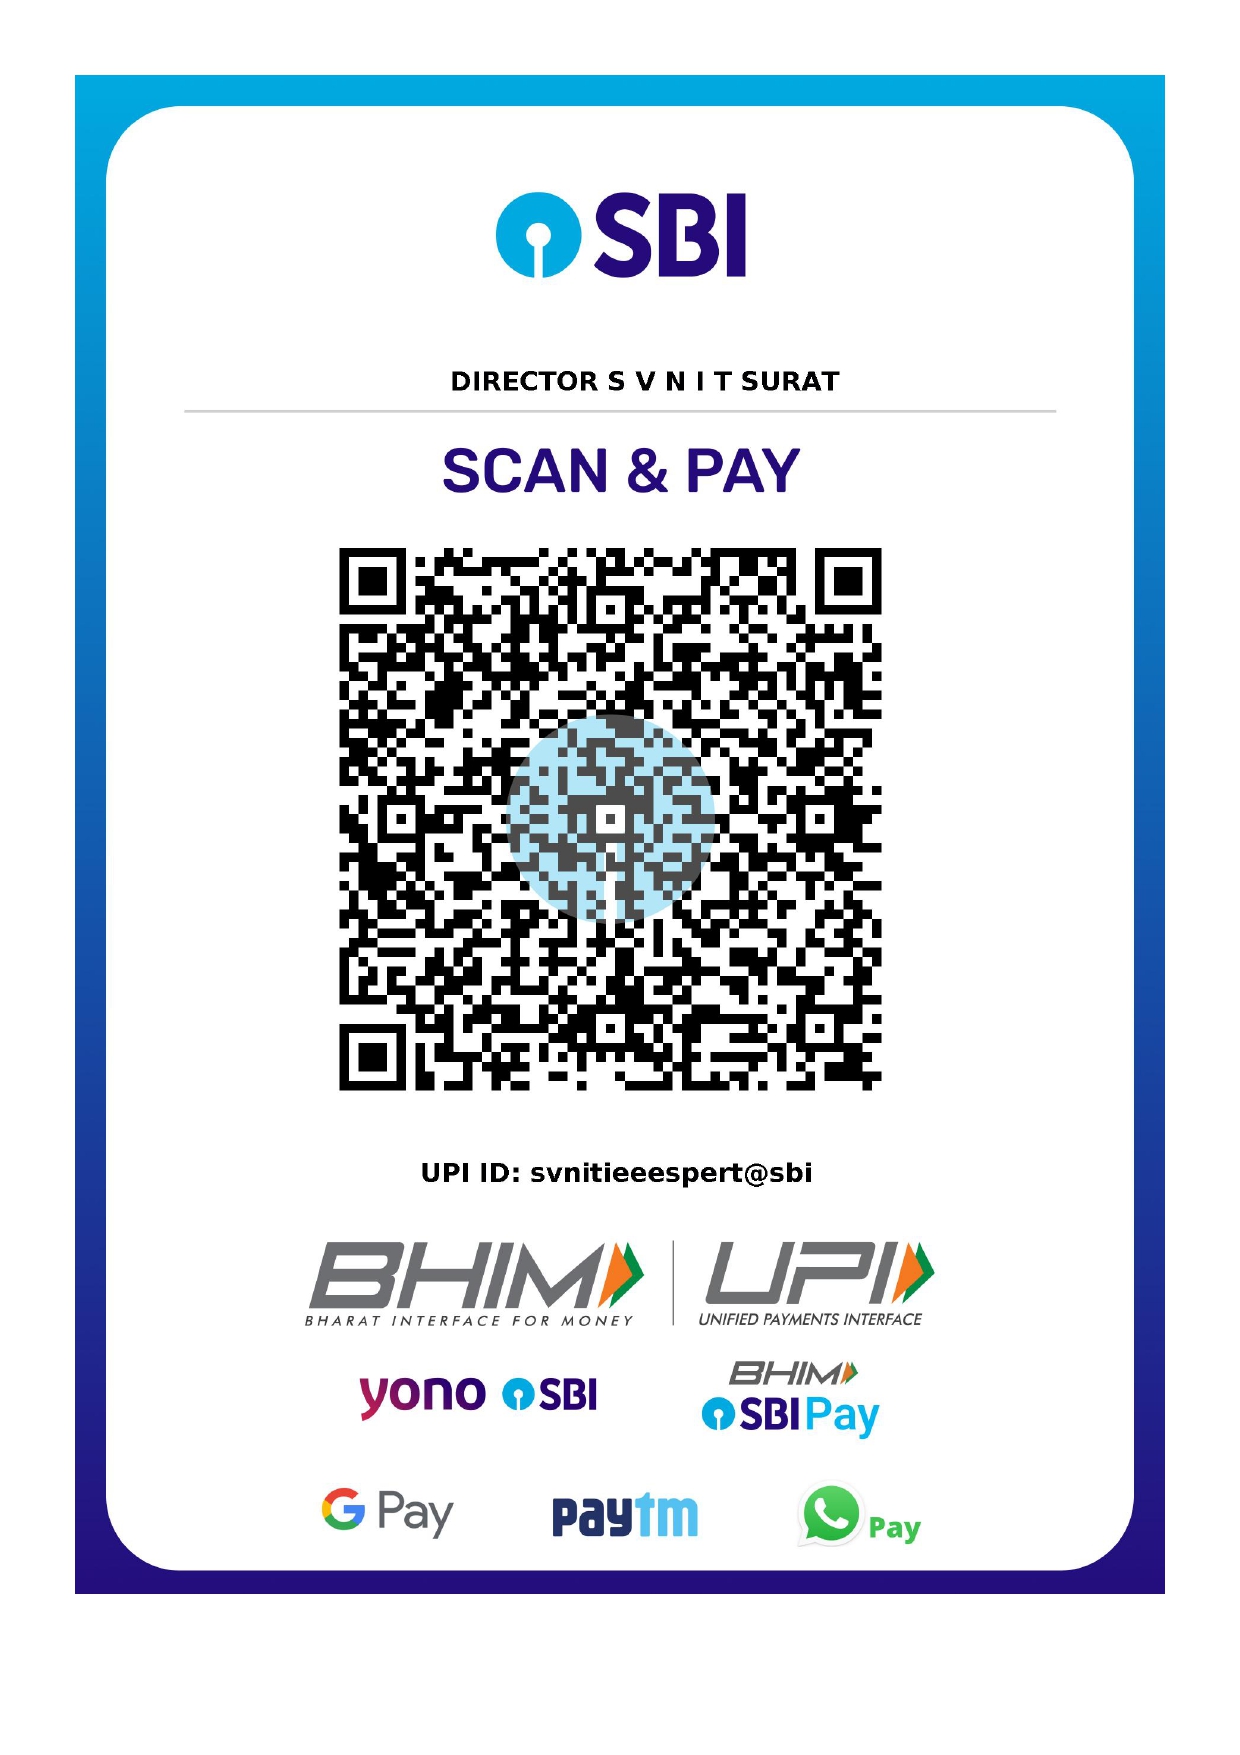 SBI
DIRECTOR S V N I T SURAT
SCAN & PAY
UPI ID: svnitieeespert@sbi
BHIM
BHARAT INTERFACE FOR MONEY
UPI
UNIFIED PAYMENTS INTERFACE
yono SBI
BHIM
SBI Pay
G Pay
paytm
Pay